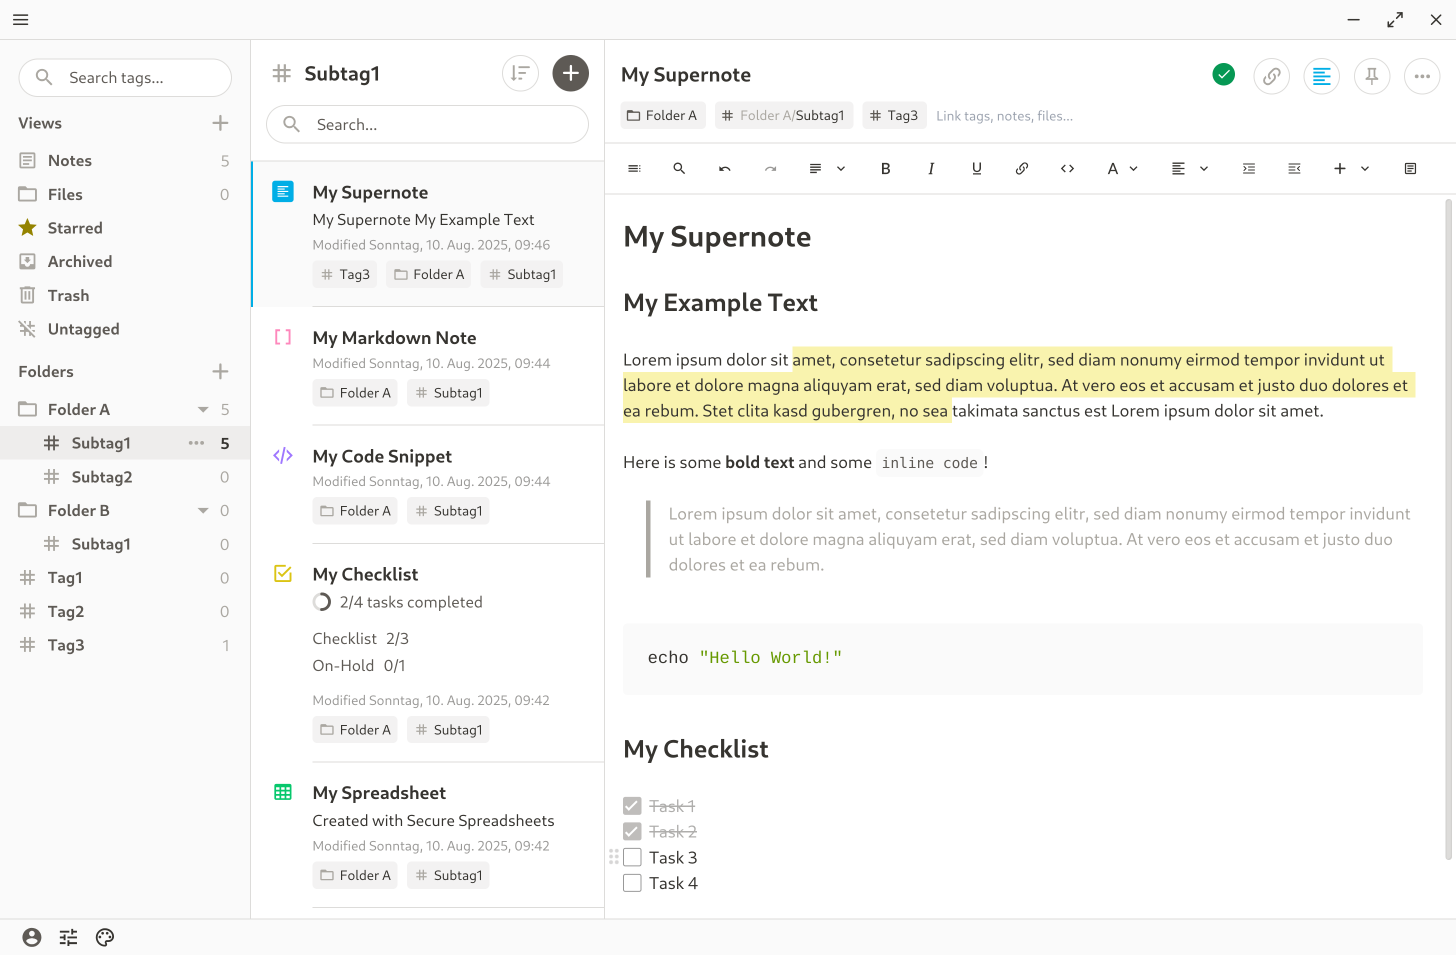 Search tags...
Views
Notes 5
Files 0
Starred
Archived
Trash
Untagged
Folders
Folder A 5
Subtag1 5
Subtag2 0
Folder B 0
Subtag1 0
Tag1 0
Tag2 0
Tag3 1
Subtag1
Search...
My Supernote
My Supernote My Example Text
Modified Sonntag, 10. Aug. 2025, 09:46
Tag3 Folder A Subtag1
My Markdown Note
Modified Sonntag, 10. Aug. 2025, 09:44
Folder A Subtag1
My Code Snippet
Modified Sonntag, 10. Aug. 2025, 09:44
Folder A Subtag1
My Checklist
2/4 tasks completed
Checklist 2/3
On-Hold 0/1
Modified Sonntag, 10. Aug. 2025, 09:42
Folder A Subtag1
My Spreadsheet
Created with Secure Spreadsheets
Modified Sonntag, 10. Aug. 2025, 09:42
Folder A Subtag1
My Supernote
Folder A Folder A/Subtag1 Tag3 Link tags, notes, files...
B I U A
My Supernote
My Example Text
Lorem ipsum dolor sit amet, consetetur sadipscing elitr, sed diam nonumy eirmod tempor invidunt ut
labore et dolore magna aliquyam erat, sed diam voluptua. At vero eos et accusam et justo duo dolores et
ea rebum. Stet clita kasd gubergren, no sea takimata sanctus est Lorem ipsum dolor sit amet.
Here is some bold text and some inline code !
Lorem ipsum dolor sit amet, consetetur sadipscing elitr, sed diam nonumy eirmod tempor invidunt
ut labore et dolore magna aliquyam erat, sed diam voluptua. At vero eos et accusam et justo duo
dolores et ea rebum.
echo "Hello World!"
My Checklist
Task 1
Task 2
Task 3
Task 4